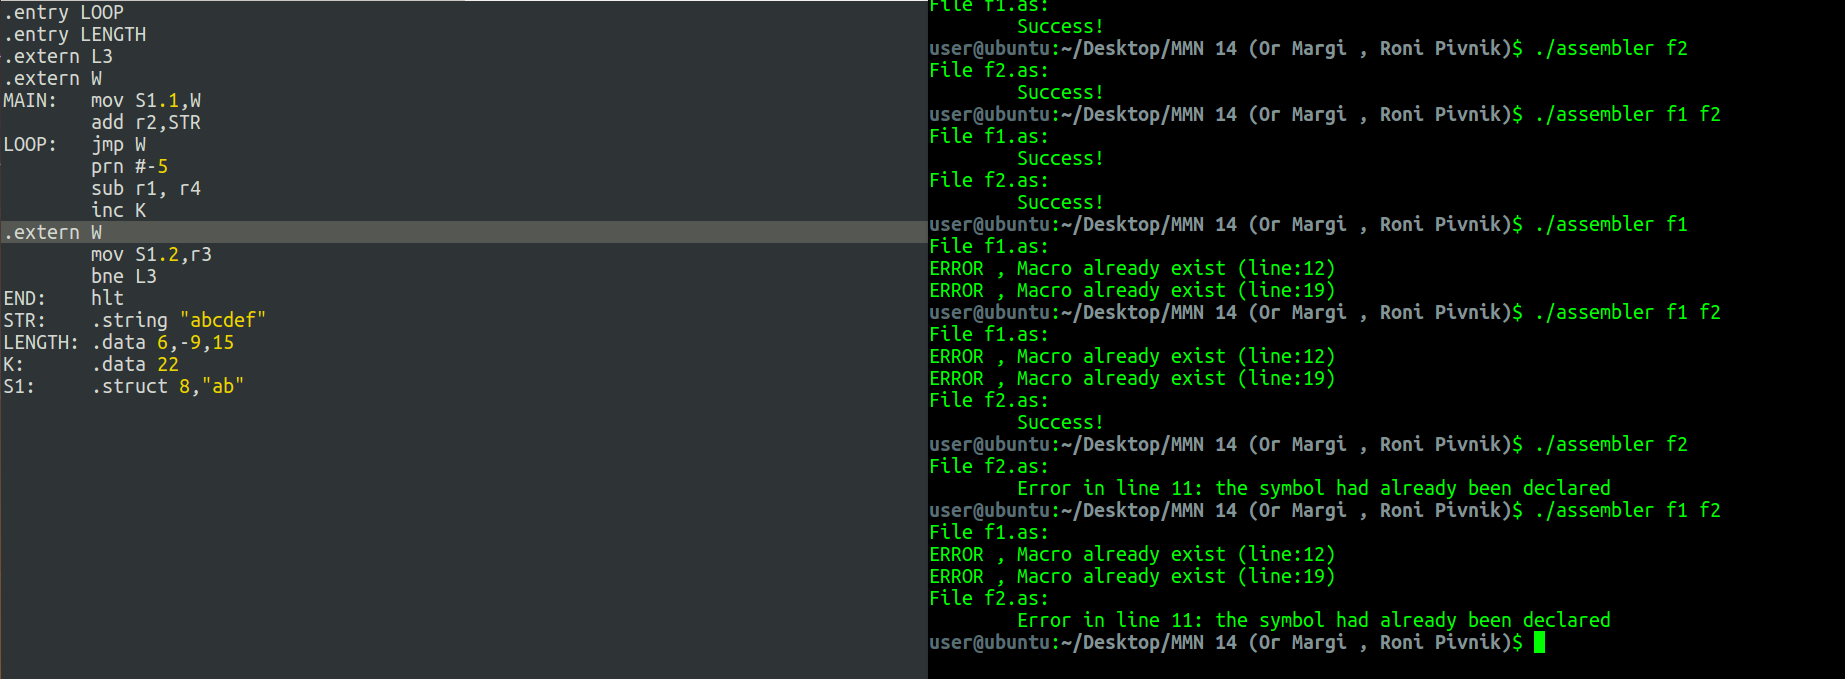 .entry LOOP
.entry LENGTH
.extern L3
.extern W
MAIN:   mov S1.1,W
        add r2,STR
LOOP:   jmp W
        prn #-5
        sub r1, r4
        inc K
.extern W
        mov S1.2,r3
        bne L3
END:    hlt
STR:    .string "abcdef"
LENGTH: .data 6,-9,15
K:      .data 22
S1:     .struct 8,"ab"
File f1.as:
        Success!
user@ubuntu:~/Desktop/MMN 14 (Or Margi , Roni Pivnik)$ ./assembler f2
File f2.as:
        Success!
user@ubuntu:~/Desktop/MMN 14 (Or Margi , Roni Pivnik)$ ./assembler f1 f2
File f1.as:
        Success!
File f2.as:
        Success!
user@ubuntu:~/Desktop/MMN 14 (Or Margi , Roni Pivnik)$ ./assembler f1
File f1.as:
ERROR , Macro already exist (line:12)
ERROR , Macro already exist (line:19)
user@ubuntu:~/Desktop/MMN 14 (Or Margi , Roni Pivnik)$ ./assembler f1 f2
File f1.as:
ERROR , Macro already exist (line:12)
ERROR , Macro already exist (line:19)
File f2.as:
        Success!
user@ubuntu:~/Desktop/MMN 14 (Or Margi , Roni Pivnik)$ ./assembler f2
File f2.as:
        Error in line 11: the symbol had already been declared
user@ubuntu:~/Desktop/MMN 14 (Or Margi , Roni Pivnik)$ ./assembler f1 f2
File f1.as:
ERROR , Macro already exist (line:12)
ERROR , Macro already exist (line:19)
File f2.as:
        Error in line 11: the symbol had already been declared
user@ubuntu:~/Desktop/MMN 14 (Or Margi , Roni Pivnik)$